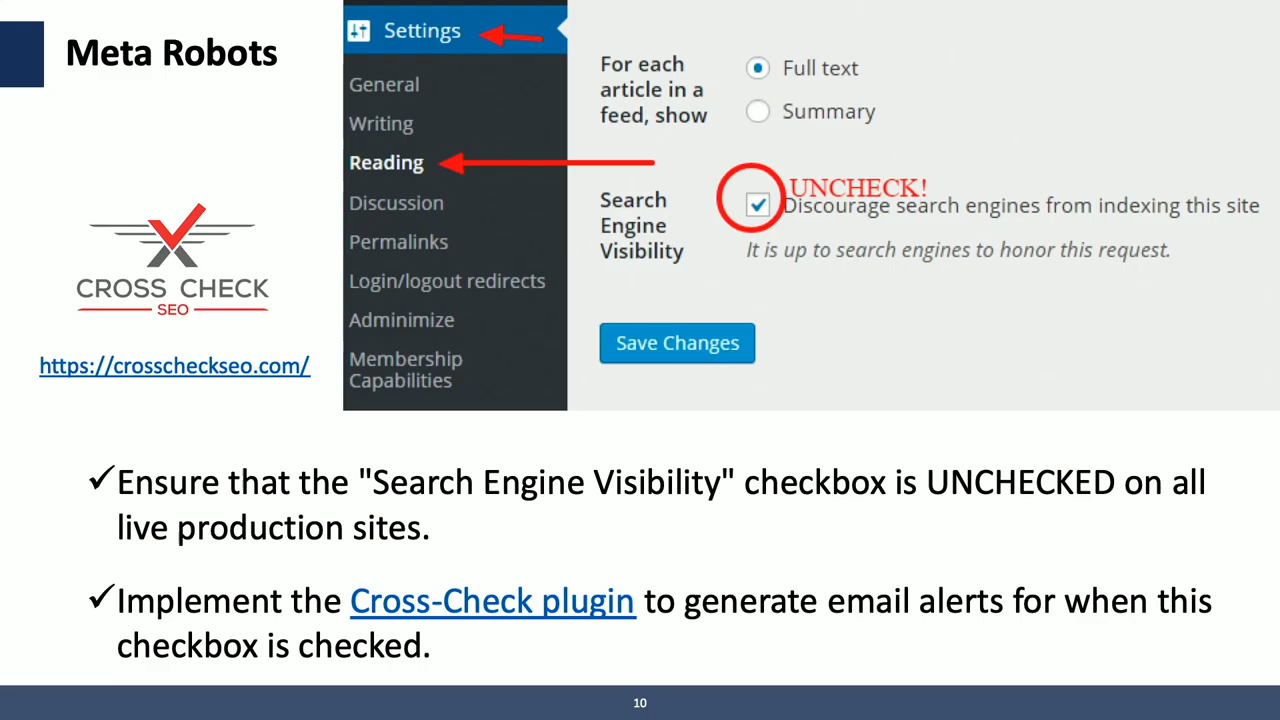 Meta Robots
CROSS CHECK
SEO
https://crosscheckseo.com/
Settings
General
Writing
Reading
Discussion
Permalinks
Login/logout redirects
Adminimize
Membership
Capabilities
For each
article in a
feed, show
Full text
Summary
Search
Engine
Visibility
UNCHECK!
Discourage search engines from indexing this site
It is up to search engines to honor this request.
Save Changes
✓Ensure that the "Search Engine Visibility" checkbox is UNCHECKED on all
live production sites.
✓Implement the Cross-Check plugin to generate email alerts for when this
checkbox is checked.
10